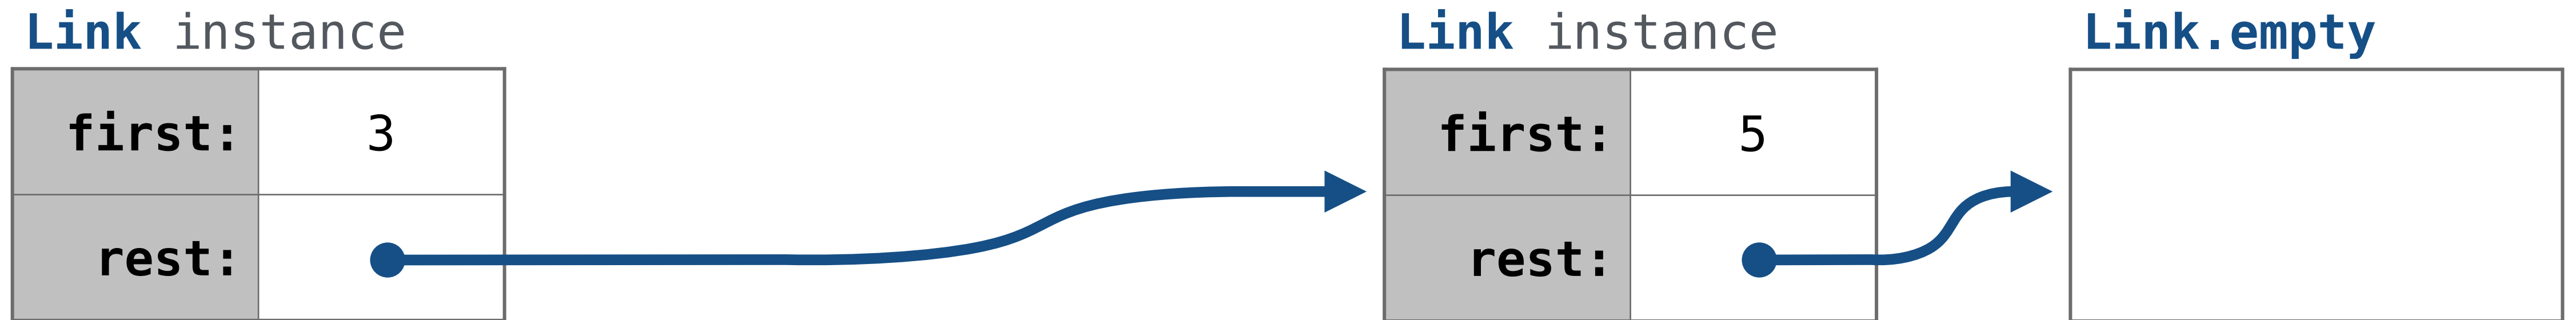 Link instance
first: 3
rest:
Link instance
first: 5
rest:
Link.empty